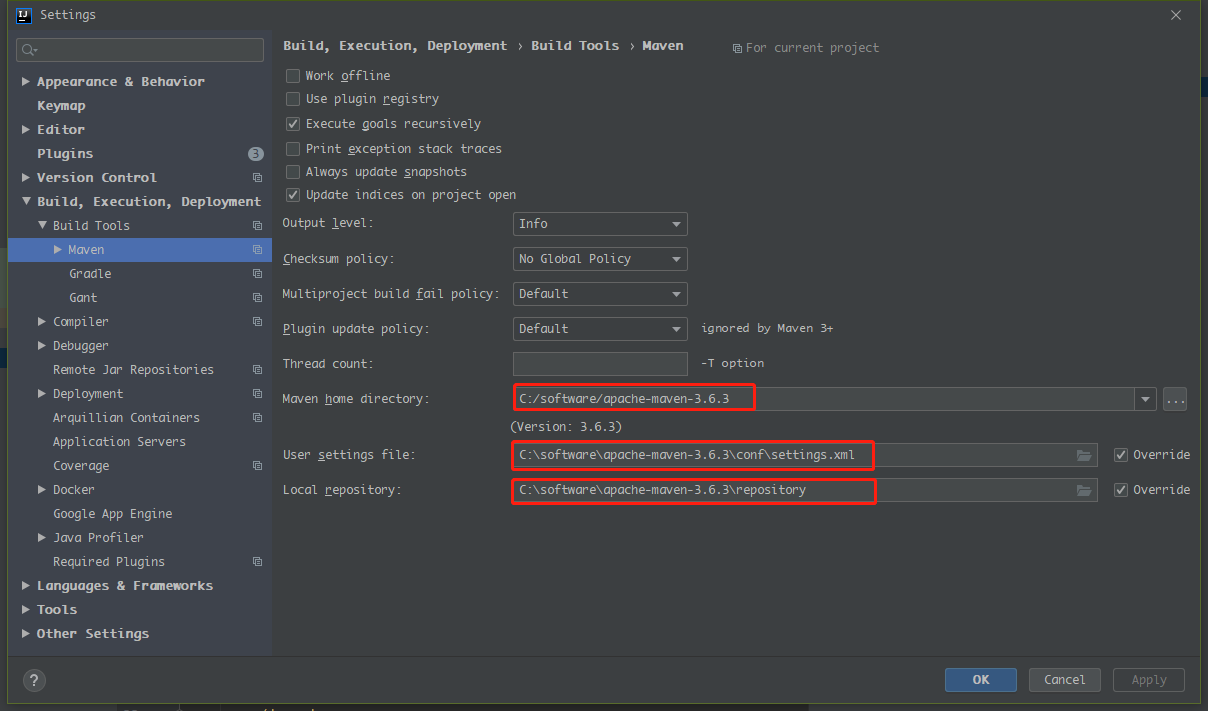 IJ Settings
Build, Execution, Deployment › Build Tools › Maven
For current project
Appearance & Behavior
Keymap
Editor
Plugins 3
Version Control
Build, Execution, Deployment
Build Tools
Maven
Gradle
Gant
Compiler
Debugger
Remote Jar Repositories
Deployment
Arquillian Containers
Application Servers
Coverage
Docker
Google App Engine
Java Profiler
Required Plugins
Languages & Frameworks
Tools
Other Settings
Work offline
Use plugin registry
Execute goals recursively
Print exception stack traces
Always update snapshots
Update indices on project open
Output level: Info
Checksum policy: No Global Policy
Multiproject build fail policy: Default
Plugin update policy: Default ignored by Maven 3+
Thread count: -T option
Maven home directory: C:/software/apache-maven-3.6.3 ...
(Version: 3.6.3)
User settings file: C:\software\apache-maven-3.6.3\conf\settings.xml Override
Local repository: C:\software\apache-maven-3.6.3\repository Override
? OK Cancel Apply